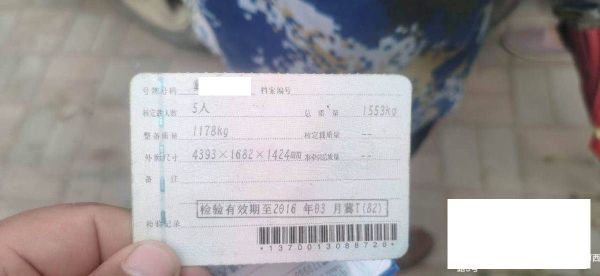 号牌号码 档案编号
核定载人数 5人 总质量 1553kg
整备质量 1178kg 核定载质量 --
外廓尺寸 4393×1682×1424mm 准牵引总质量 --
备注
检验有效期至2016年03月冀T(82)
检验记录
*1370013088720*